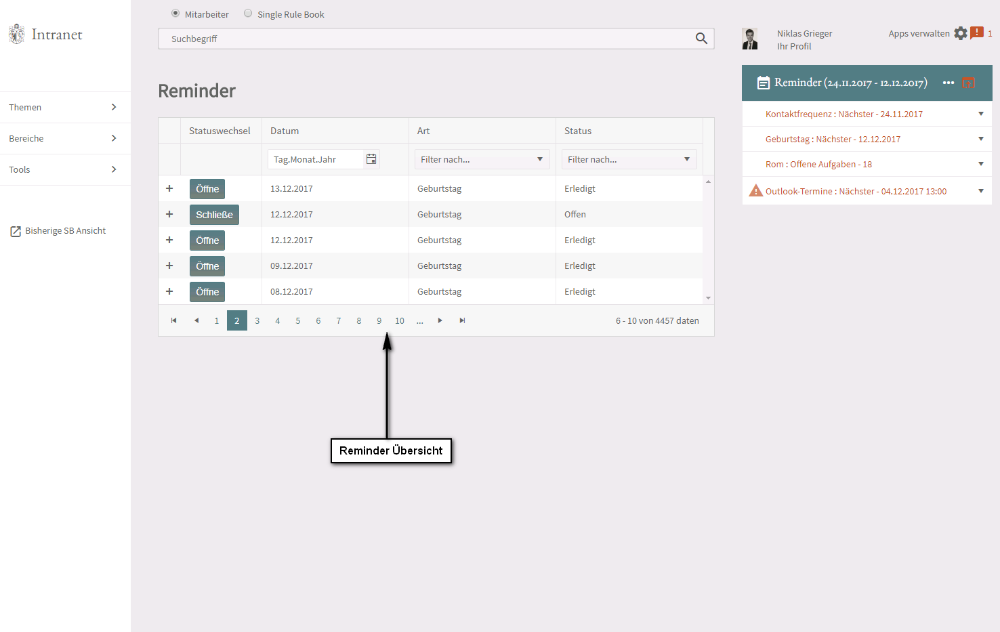 Intranet
Themen
Bereiche
Tools
Bisherige SB Ansicht
Mitarbeiter Single Rule Book
Suchbegriff
Niklas Grieger
Ihr Profil
Apps verwalten 1
Reminder
Statuswechsel Datum Art Status
Tag.Monat.Jahr Filter nach... Filter nach...
Öffne 13.12.2017 Geburtstag Erledigt
Schließe 12.12.2017 Geburtstag Offen
Öffne 12.12.2017 Geburtstag Erledigt
Öffne 09.12.2017 Geburtstag Erledigt
Öffne 08.12.2017 Geburtstag Erledigt
1 2 3 4 5 6 7 8 9 10 ... 6 - 10 von 4457 daten
Reminder Übersicht
Reminder (24.11.2017 - 12.12.2017) ...
Kontaktfrequenz : Nächster - 24.11.2017
Geburtstag : Nächster - 12.12.2017
Rom : Offene Aufgaben - 18
Outlook-Termine : Nächster - 04.12.2017 13:00